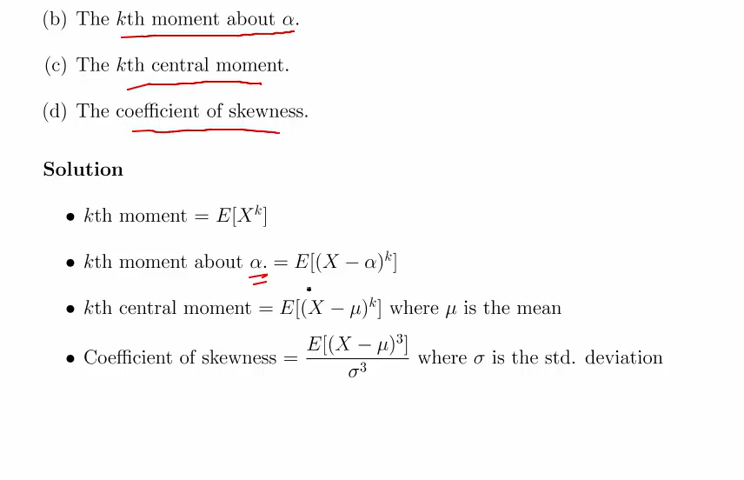 (b) The kth moment about α.
(c) The kth central moment.
(d) The coefficient of skewness.
Solution
• kth moment = E[X^k]
• kth moment about α. = E[(X − α)^k]
• kth central moment = E[(X − μ)^k] where μ is the mean
• Coefficient of skewness = E[(X − μ)^3] / σ^3 where σ is the std. deviation